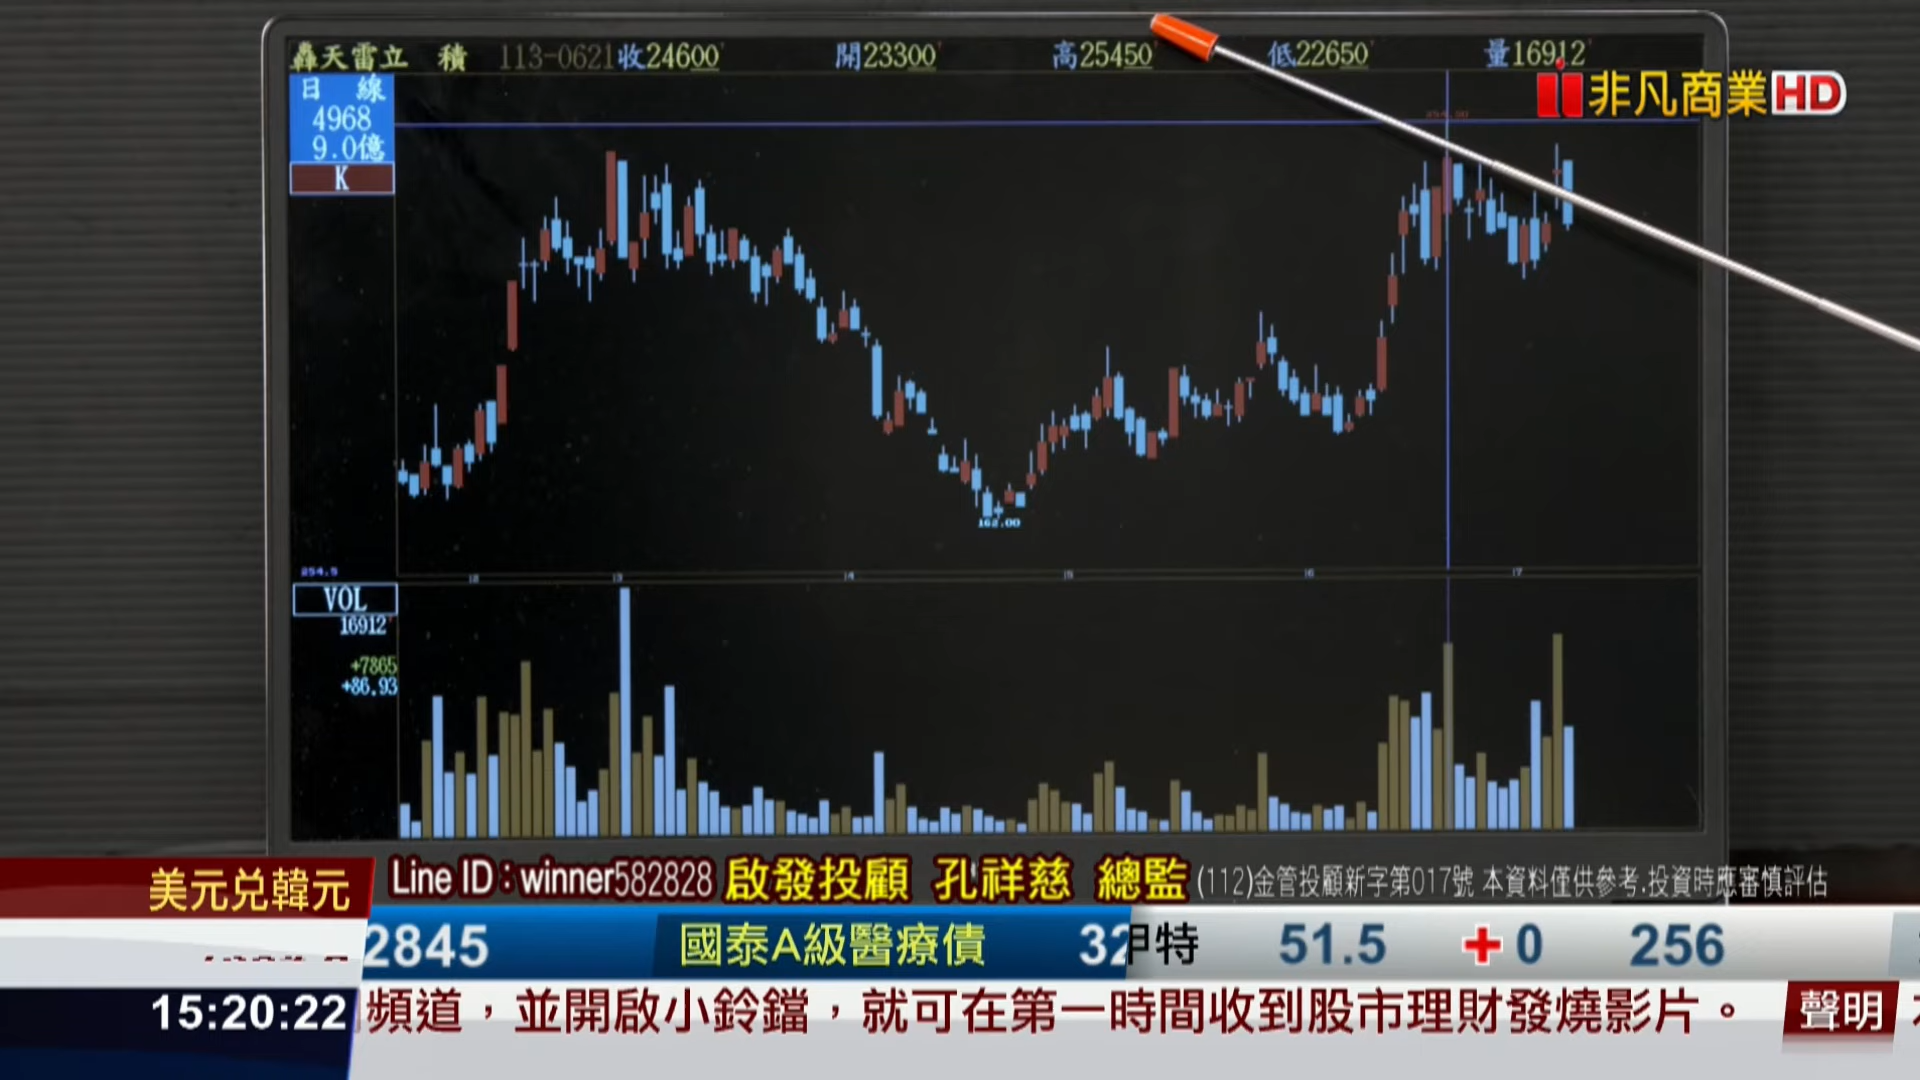 轟天雷立 積 113-0621收24600 開23300 高25450 低22650 量16912
非凡商業HD
日 線
4968
9.0億
K
162.00
254.5
VOL
16912
+7865
+86.93
Line ID:winner582828 啟發投顧 孔祥慈 總監 (112)金管投顧新字第017號 本資料僅供參考.投資時應審慎評估
美元兌韓元
2845 國泰A級醫療債 32
甲特 51.5 +0 256
15:20:22
頻道，並開啟小鈴鐺，就可在第一時間收到股市理財發燒影片。 聲明